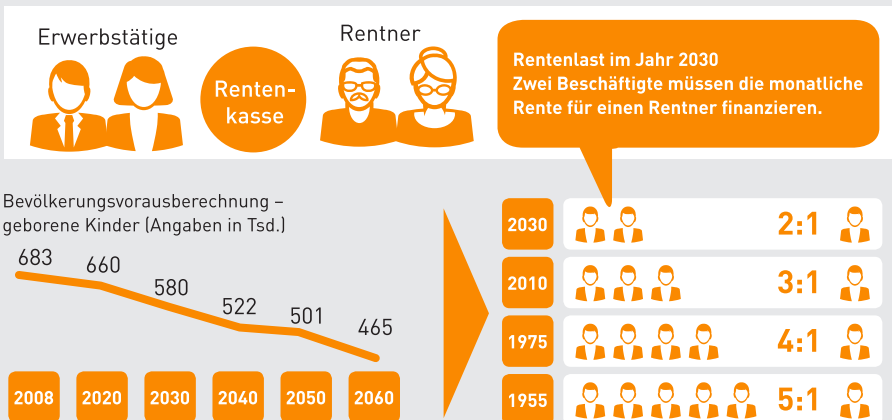 Erwerbstätige
Renten-
kasse
Rentner
Rentenlast im Jahr 2030
Zwei Beschäftigte müssen die monatliche
Rente für einen Rentner finanzieren.
Bevölkerungsvorausberechnung –
geborene Kinder (Angaben in Tsd.)
683
660
580
522
501
465
2008
2020
2030
2040
2050
2060
2030
2:1
2010
3:1
1975
4:1
1955
5:1